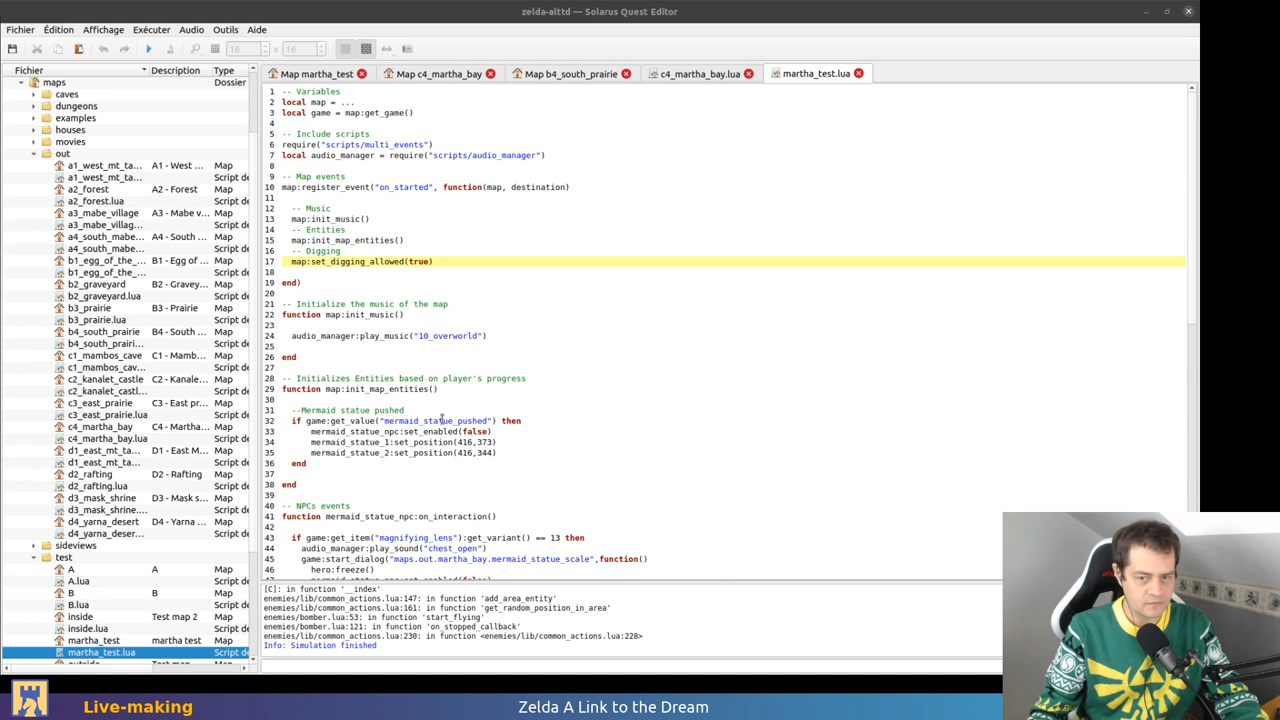 zelda-alttd — Solarus Quest Editor
Fichier Édition Affichage Exécuter Audio Outils Aide
16 x 16
Fichier Description Type
Map martha_test Map c4_martha_bay Map b4_south_prairie c4_martha_bay.lua martha_test.lua
maps Dossier
caves
dungeons
examples
houses
movies
out
a1_west_mt_ta... A1 - West ... Map
a1_west_mt_ta... Script de
a2_forest A2 - Forest Map
a2_forest.lua Script de
a3_mabe_village A3 - Mabe v... Map
a3_mabe_villag... Script de
a4_south_mabe... A4 - South ... Map
a4_south_mabe... Script de
b1_egg_of_the_... B1 - Egg of ... Map
b1_egg_of_the_... Script de
b2_graveyard B2 - Gravey... Map
b2_graveyard.lua Script de
b3_prairie B3 - Prairie Map
b3_prairie.lua Script de
b4_south_prairie B4 - South ... Map
b4_south_prairi... Script de
c1_mambos_cave C1 - Mamb... Map
c1_mambos_cav... Script de
c2_kanalet_castle C2 - Kanale... Map
c2_kanalet_castl... Script de
c3_east_prairie C3 - East pr... Map
c3_east_prairie.lua Script de
c4_martha_bay C4 - Martha... Map
c4_martha_bay.lua Script de
d1_east_mt_ta... D1 - East M... Map
d1_east_mt_ta... Script de
d2_rafting D2 - Rafting Map
d2_rafting.lua Script de
d3_mask_shrine D3 - Mask s... Map
d3_mask_shrine.... Script de
d4_yarna_desert D4 - Yarna ... Map
d4_yarna_deser... Script de
sideviews
test
A A Map
A.lua Script de
B B Map
B.lua Script de
inside Test map 2 Map
inside.lua Script de
martha_test martha test Map
martha_test.lua Script de
1 -- Variables
2 local map = ...
3 local game = map:get_game()
4
5 -- Include scripts
6 require("scripts/multi_events")
7 local audio_manager = require("scripts/audio_manager")
8
9 -- Map events
10 map:register_event("on_started", function(map, destination)
11
12 -- Music
13 map:init_music()
14 -- Entities
15 map:init_map_entities()
16 -- Digging
17 map:set_digging_allowed(true)
18
19 end)
20
21 -- Initialize the music of the map
22 function map:init_music()
23
24 audio_manager:play_music("10_overworld")
25
26 end
27
28 -- Initializes Entities based on player's progress
29 function map:init_map_entities()
30
31 --Mermaid statue pushed
32 if game:get_value("mermaid_statue_pushed") then
33 mermaid_statue_npc:set_enabled(false)
34 mermaid_statue_1:set_position(416,373)
35 mermaid_statue_2:set_position(416,344)
36 end
37
38 end
39
40 -- NPCs events
41 function mermaid_statue_npc:on_interaction()
42
43 if game:get_item("magnifying_lens"):get_variant() == 13 then
44 audio_manager:play_sound("chest_open")
45 game:start_dialog("maps.out.martha_bay.mermaid_statue_scale",function()
46 hero:freeze()
[C]: in function '__index'
enemies/lib/common_actions.lua:147: in function 'add_area_entity'
enemies/lib/common_actions.lua:161: in function 'get_random_position_in_area'
enemies/bomber.lua:53: in function 'start_flying'
enemies/bomber.lua:121: in function 'on_stopped_callback'
enemies/lib/common_actions.lua:230: in function <enemies/lib/common_actions.lua:228>
Info: Simulation finished
Live-making
Zelda A Link to the Dream